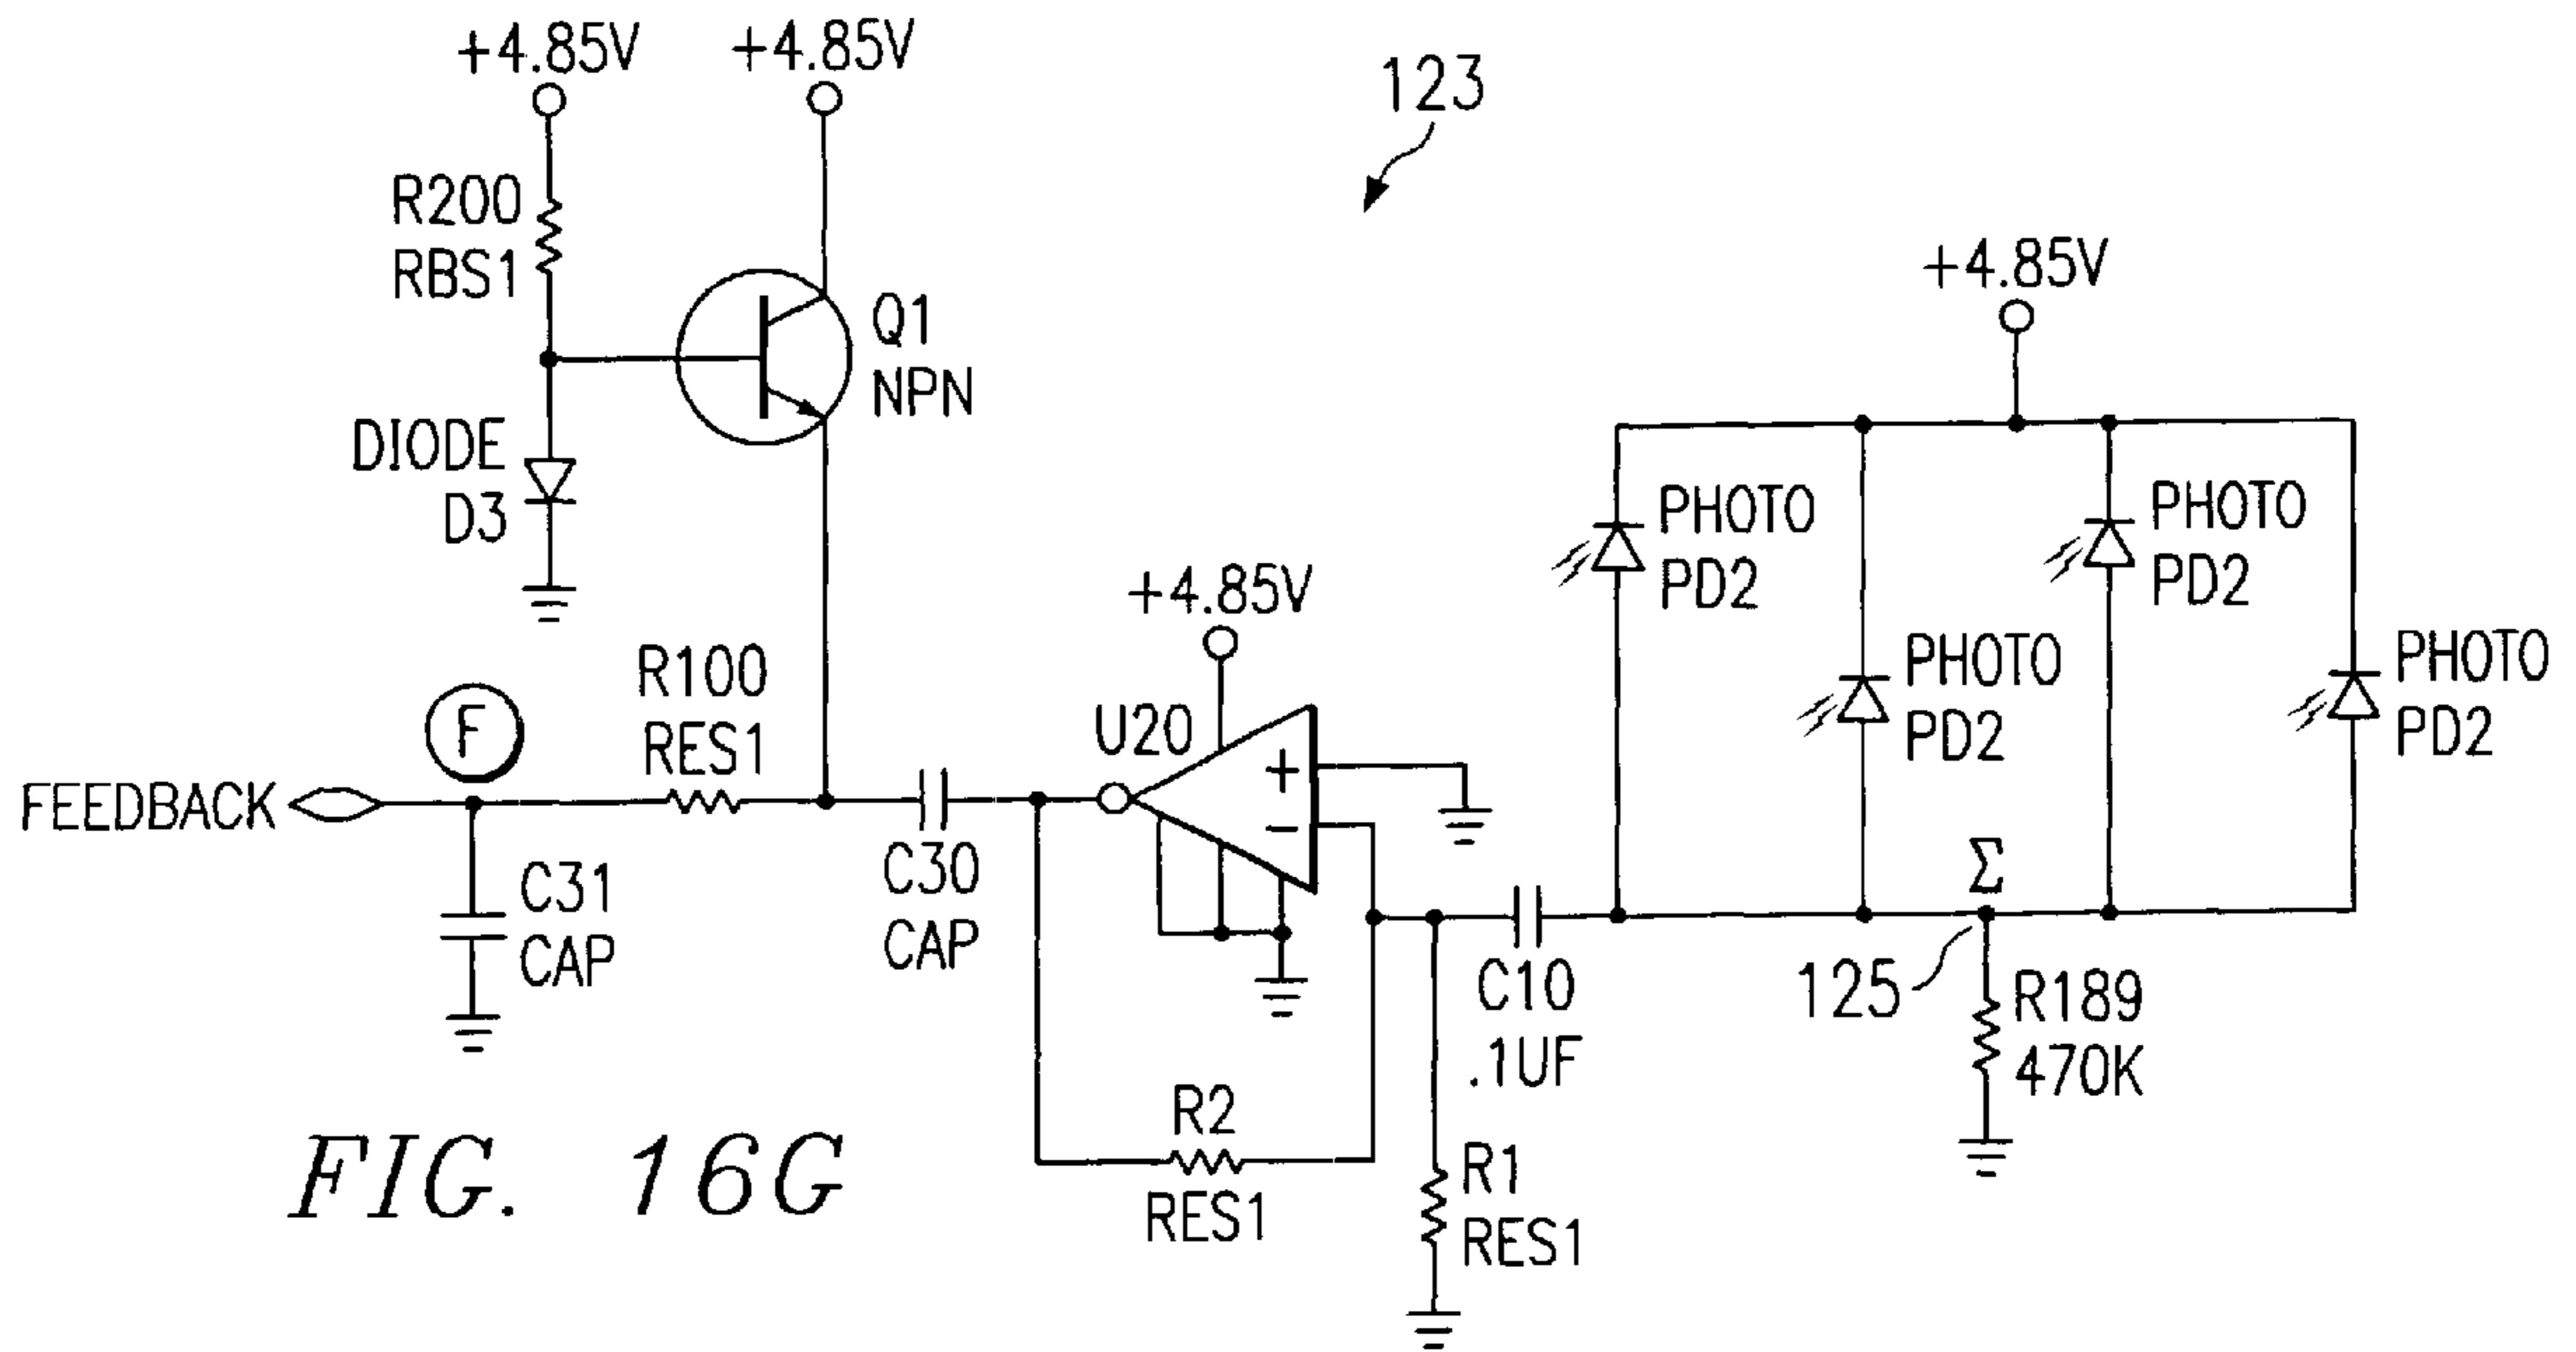 +4.85V
+4.85V
123
R200
RBS1
Q1
NPN
DIODE
D3
+4.85V
PHOTO
PD2
PHOTO
PD2
PHOTO
PD2
PHOTO
PD2
+4.85V
R100
RES1
F
U20
+
-
FEEDBACK
C31
CAP
C30
CAP
C10
.1UF
Σ
125
R189
470K
R2
RES1
R1
RES1
FIG. 16G